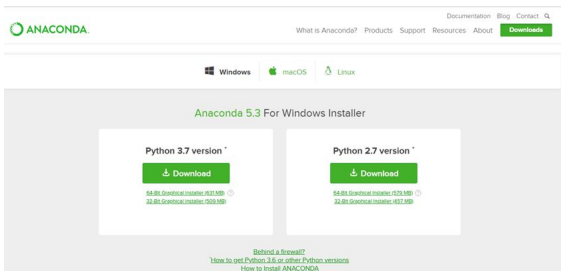 Documentation Blog Contact
ANACONDA.
What is Anaconda? Products Support Resources About Downloads
Windows macOS Linux
Anaconda 5.3 For Windows Installer
Python 3.7 version *
Download
64-Bit Graphical Installer (631 MB) ?
32-Bit Graphical Installer (509 MB)
Python 2.7 version *
Download
64-Bit Graphical Installer (579 MB) ?
32-Bit Graphical Installer (457 MB)
Behind a firewall?
*How to get Python 3.6 or other Python versions
How to Install ANACONDA